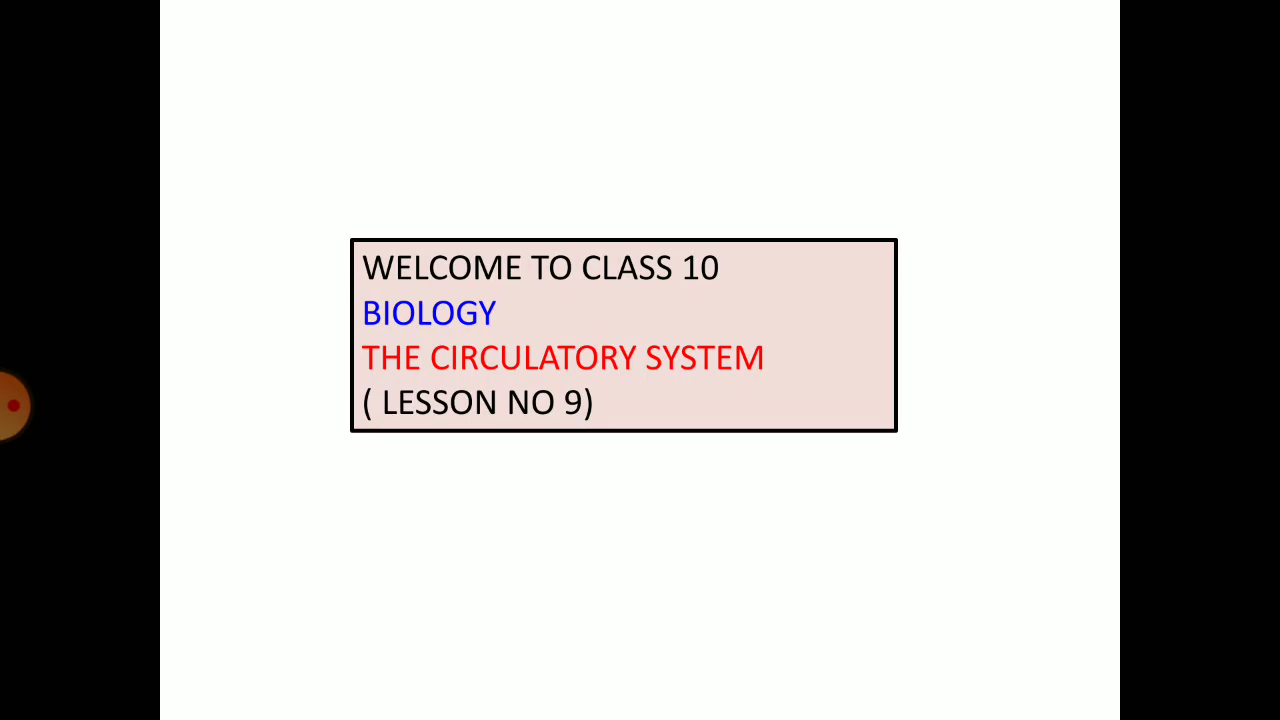 WELCOME TO CLASS 10
BIOLOGY
THE CIRCULATORY SYSTEM
( LESSON NO 9)